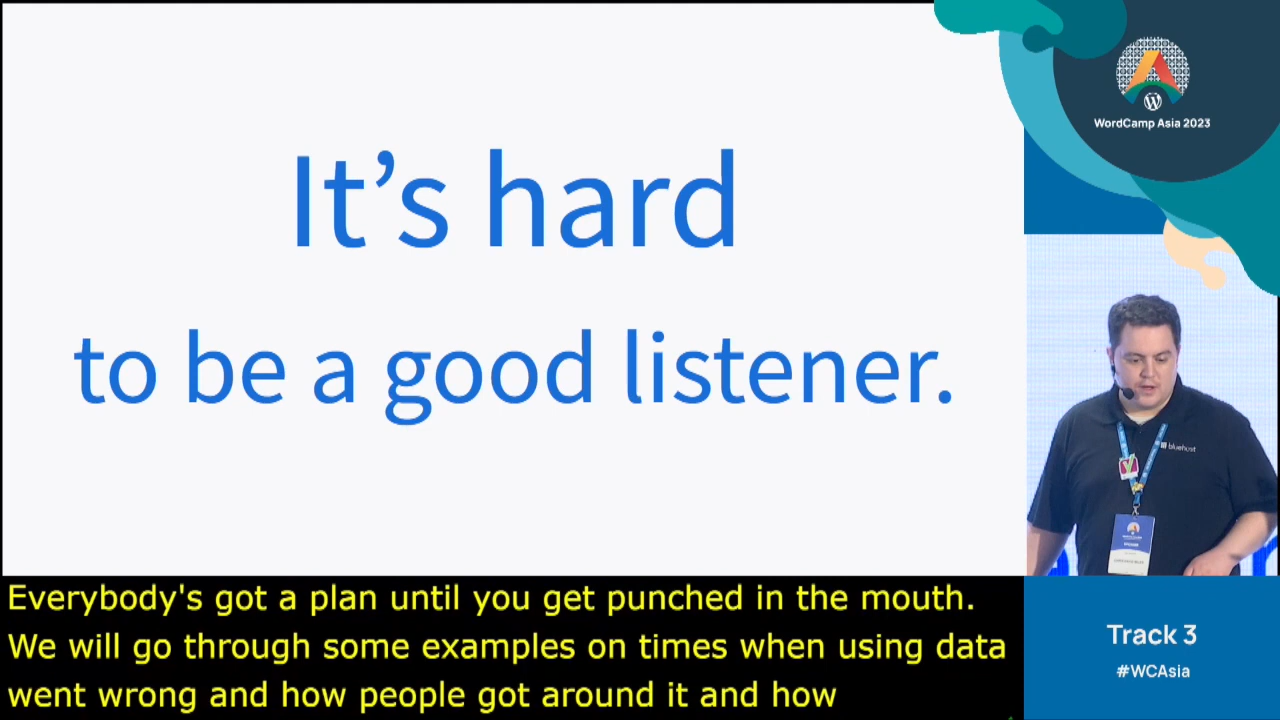 It’s hard
to be a good listener.
WordCamp Asia 2023
bluehost
Everybody's got a plan until you get punched in the mouth.
We will go through some examples on times when using data
went wrong and how people got around it and how
Track 3
#WCAsia